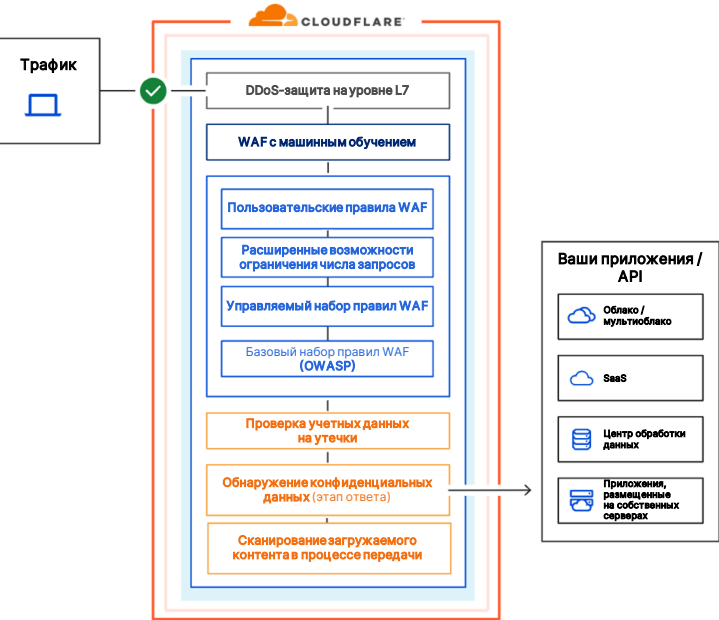 CLOUDFLARE
Трафик
DDoS-защита на уровне L7
WAF с машинным обучением
Пользовательские правила WAF
Расширенные возможности
ограничения числа запросов
Управляемый набор правил WAF
Базовый набор правил WAF
(OWASP)
Проверка учетных данных
на утечки
Обнаружение конфиденциальных
данных (этап ответа)
Сканирование загружаемого
контента в процессе передачи
Ваши приложения /
API
Облако /
мультиоблако
SaaS
Центр обработки
данных
Приложения,
размещенные
на собственных
серверах